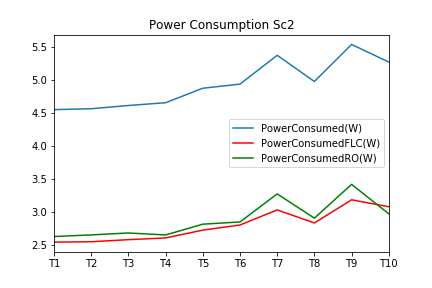 Power Consumption Sc2
5.5
5.0
4.5
4.0
3.5
3.0
2.5
PowerConsumed(W)
PowerConsumedFLC(W)
PowerConsumedRO(W)
T1 T2 T3 T4 T5 T6 T7 T8 T9 T10